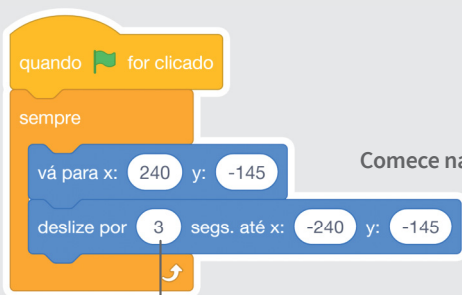 quando for clicado
sempre
vá para x: 240 y: -145
Comece na
deslize por 3 segs. até x: -240 y: -145